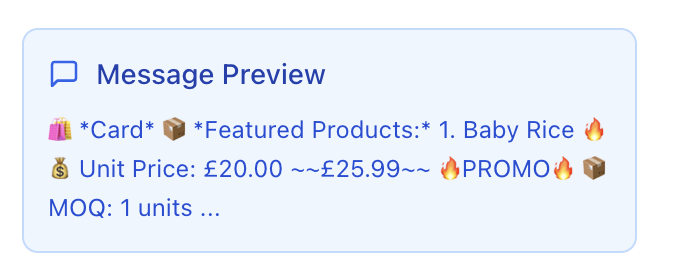 Message Preview
🛍️ *Card* 📦 *Featured Products:* 1. Baby Rice 🔥
💰 Unit Price: £20.00 ~~£25.99~~ 🔥PROMO🔥 📦
MOQ: 1 units ...